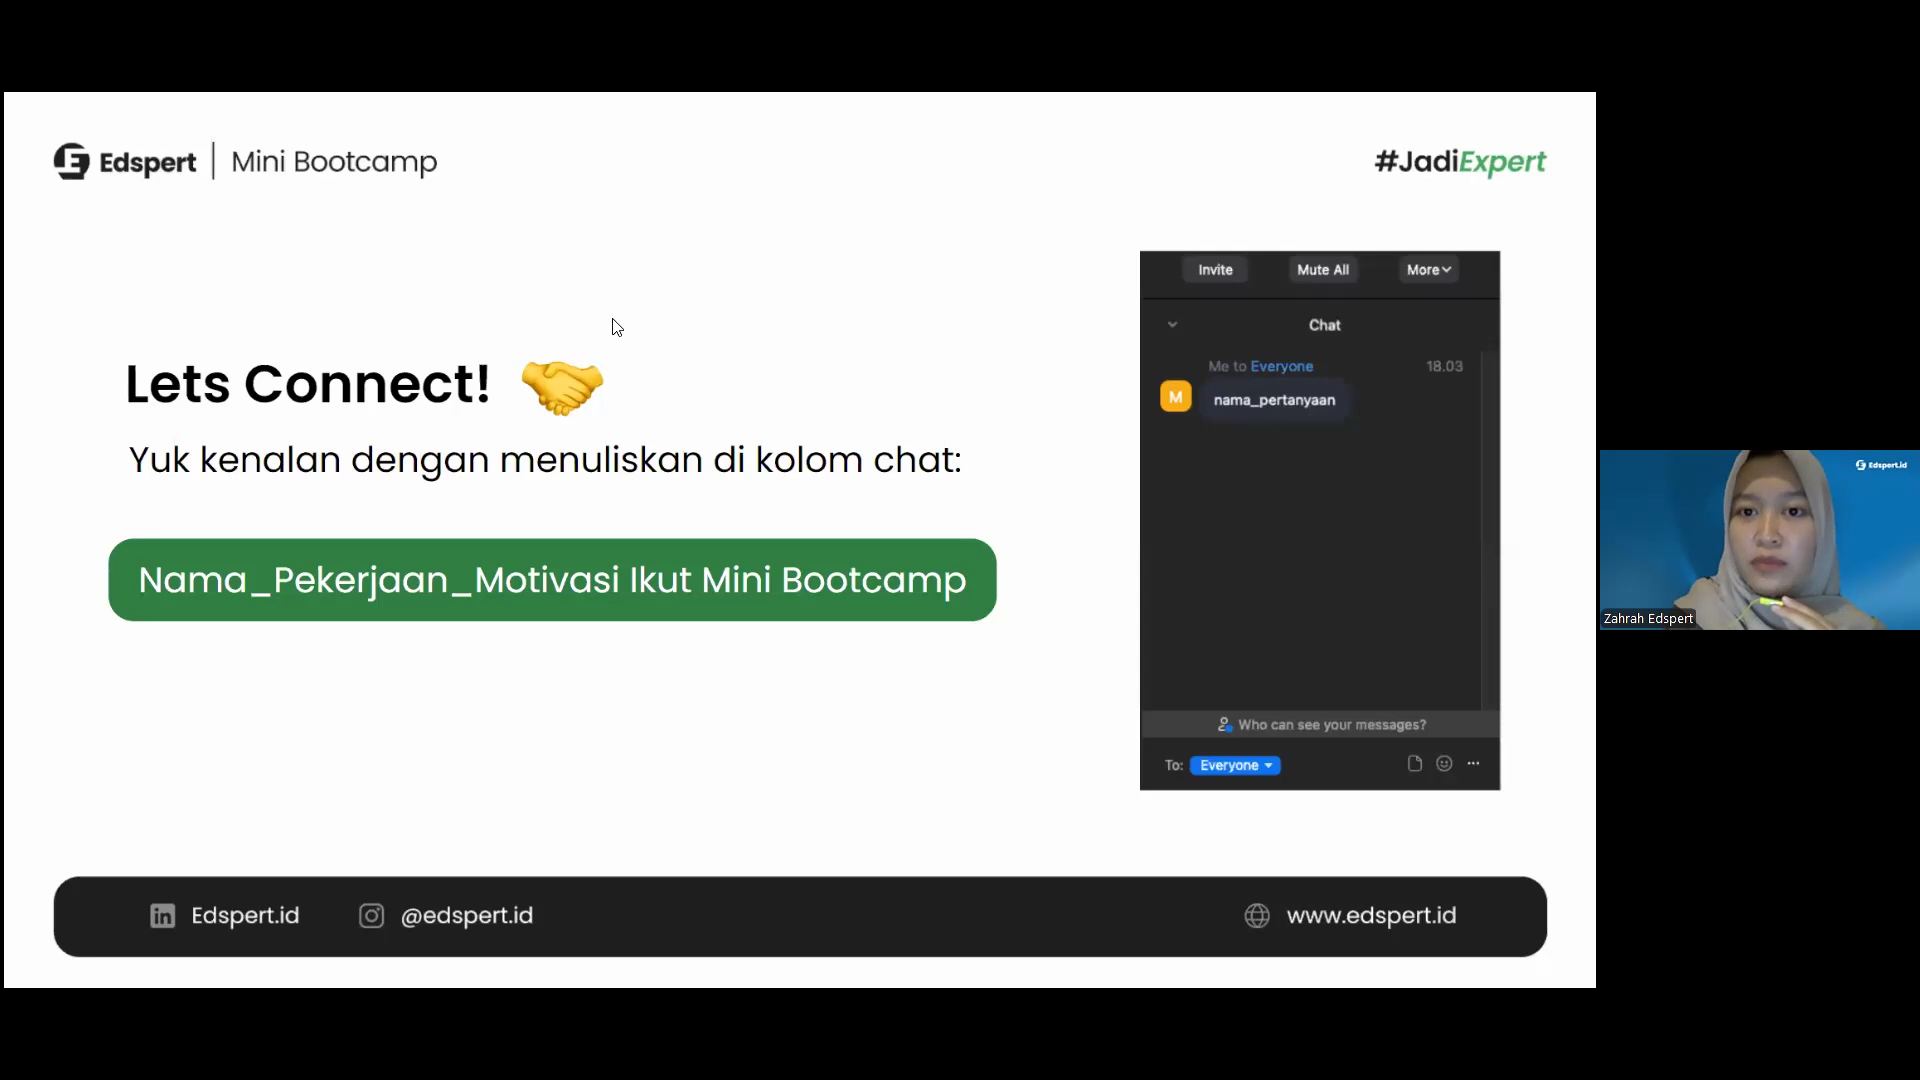 Edspert | Mini Bootcamp
#JadiExpert
Lets Connect!
Yuk kenalan dengan menuliskan di kolom chat:
Nama_Pekerjaan_Motivasi Ikut Mini Bootcamp
Invite
Mute All
More
Chat
Me to Everyone
18.03
M
nama_pertanyaan
Who can see your messages?
To: Everyone
Edspert.id
@edspert.id
www.edspert.id
Edspert.id
Zahrah Edspert